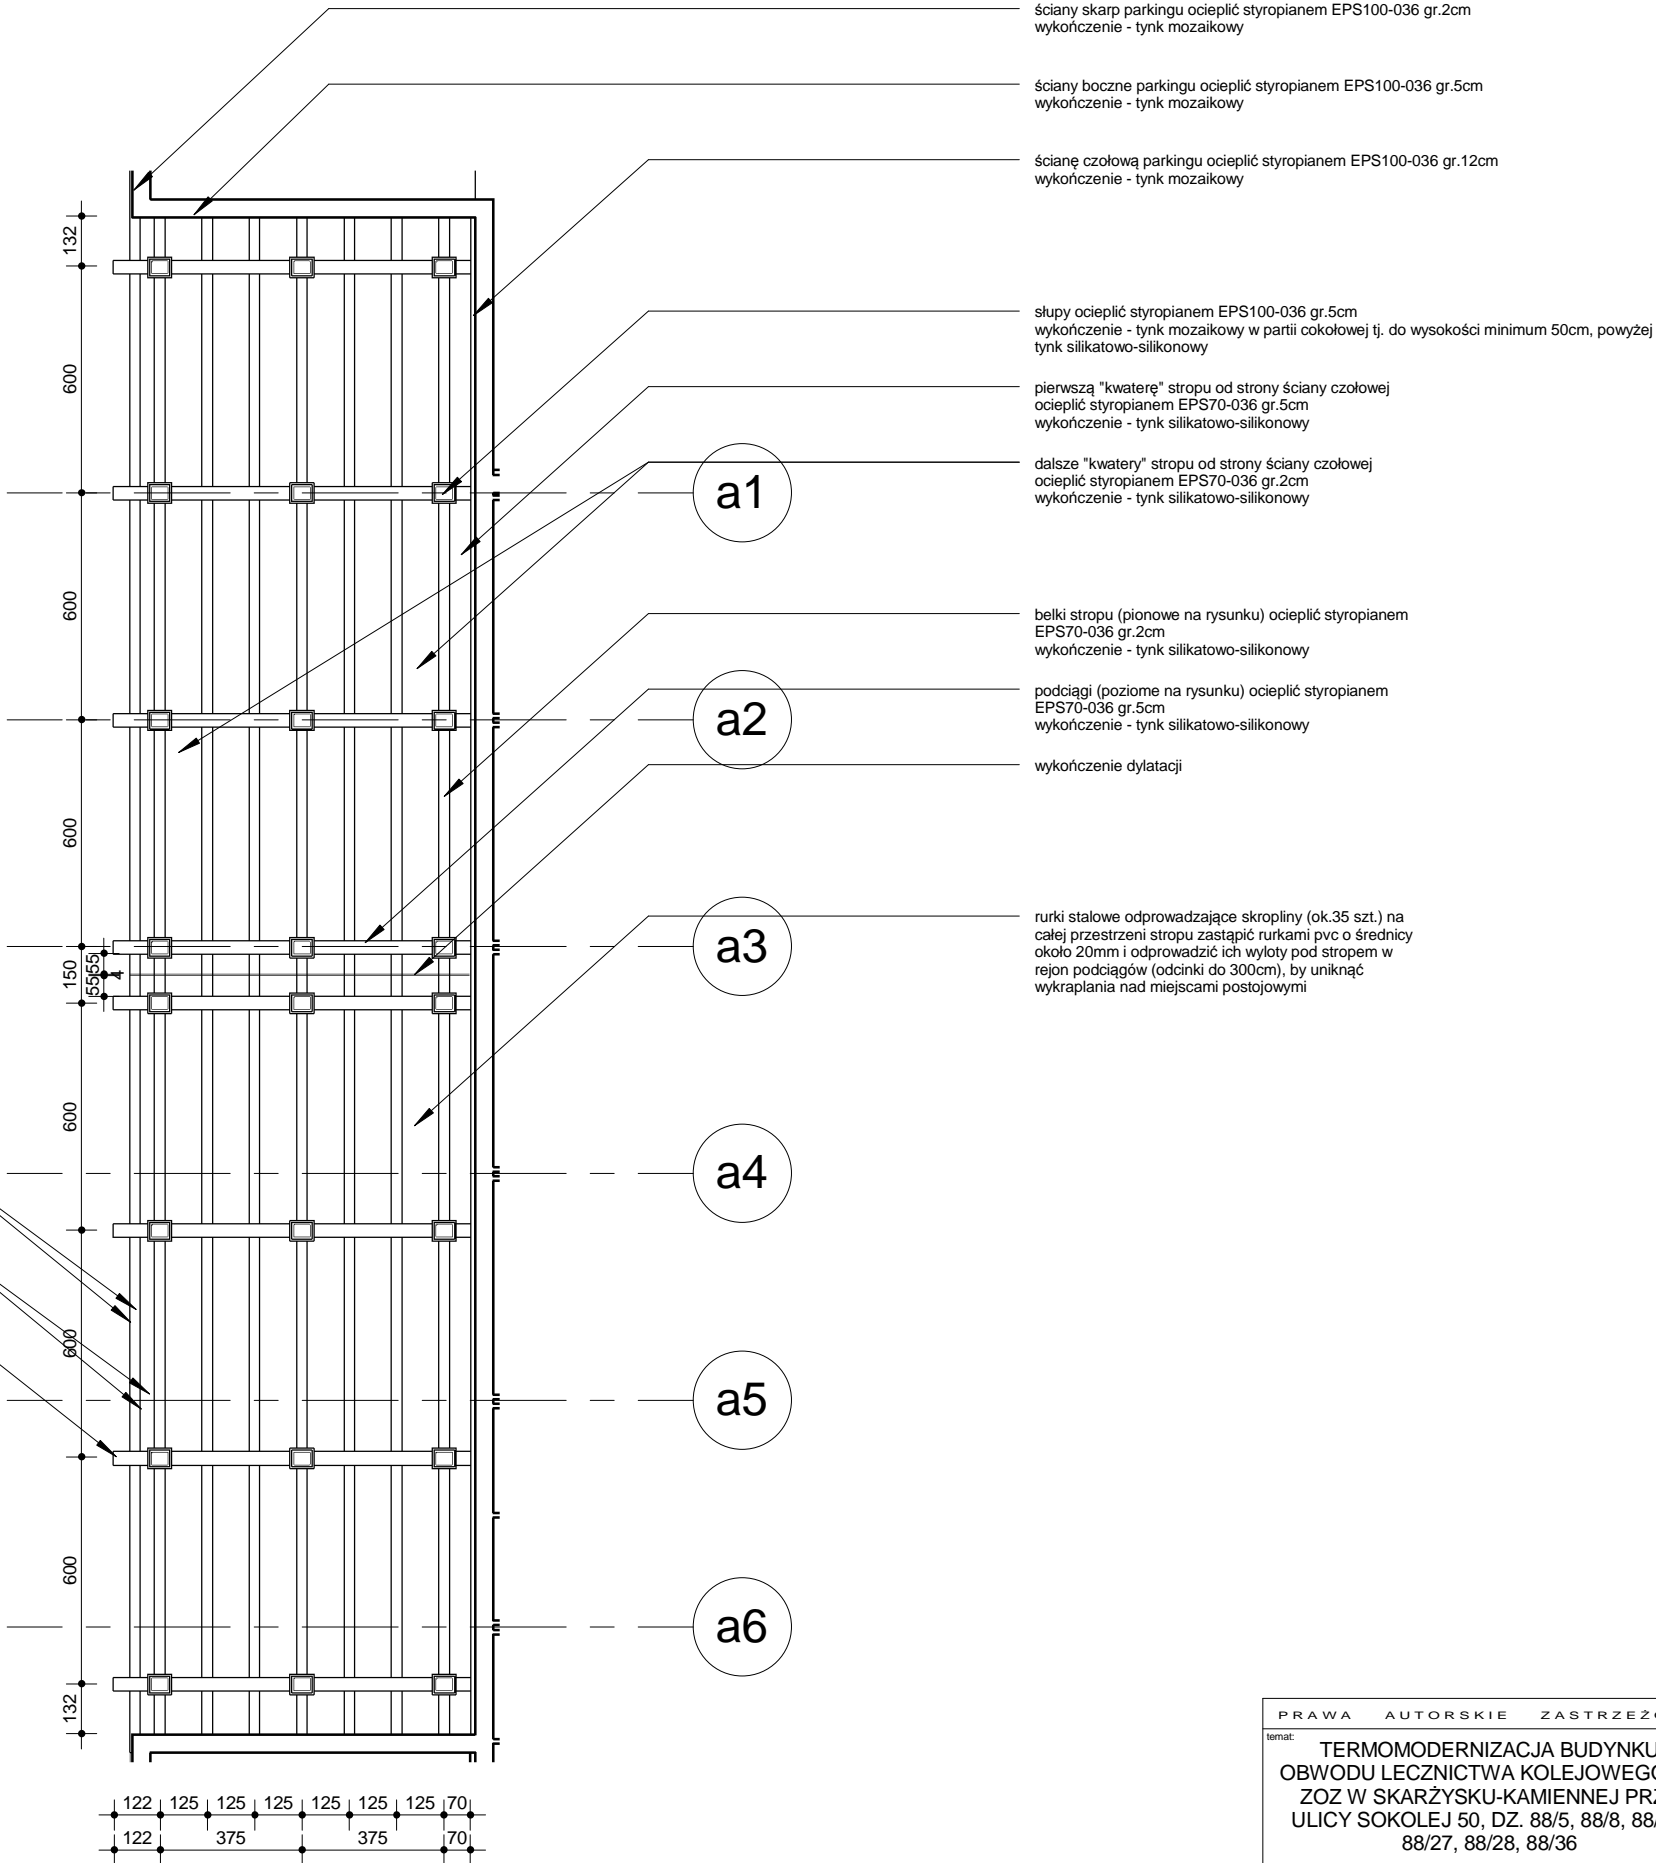 ściany skarp parkingu ocieplić styropianem EPS100-036 gr.2cm
wykończenie - tynk mozaikowy
ściany boczne parkingu ocieplić styropianem EPS100-036 gr.5cm
wykończenie - tynk mozaikowy
ścianę czołową parkingu ocieplić styropianem EPS100-036 gr.12cm
wykończenie - tynk mozaikowy
słupy ocieplić styropianem EPS100-036 gr.5cm
wykończenie - tynk mozaikowy w partii cokołowej tj. do wysokości minimum 50cm, powyżej
tynk silikatowo-silikonowy
pierwszą "kwaterę" stropu od strony ściany czołowej
ocieplić styropianem EPS70-036 gr.5cm
wykończenie - tynk silikatowo-silikonowy
dalsze "kwatery" stropu od strony ściany czołowej
ocieplić styropianem EPS70-036 gr.2cm
wykończenie - tynk silikatowo-silikonowy
belki stropu (pionowe na rysunku) ocieplić styropianem
EPS70-036 gr.2cm
wykończenie - tynk silikatowo-silikonowy
podciągi (poziome na rysunku) ocieplić styropianem
EPS70-036 gr.5cm
wykończenie - tynk silikatowo-silikonowy
wykończenie dylatacji
rurki stalowe odprowadzające skropliny (ok.35 szt.) na
całej przestrzeni stropu zastąpić rurkami pvc o średnicy
około 20mm i odprowadzić ich wyloty pod stropem w
rejon podciągów (odcinki do 300cm), by uniknąć
wykraplania nad miejscami postojowymi
a1
a2
a3
a4
a5
a6
132
600
600
600
150
55 4 55
600
600
600
132
122 125 125 125 125 125 125 70
122 375 375 70
PRAWA AUTORSKIE ZASTRZEŻO
temat:
TERMOMODERNIZACJA BUDYNKU
OBWODU LECZNICTWA KOLEJOWEGO
ZOZ W SKARŻYSKU-KAMIENNEJ PRZ
ULICY SOKOLEJ 50, DZ. 88/5, 88/8, 88/
88/27, 88/28, 88/36